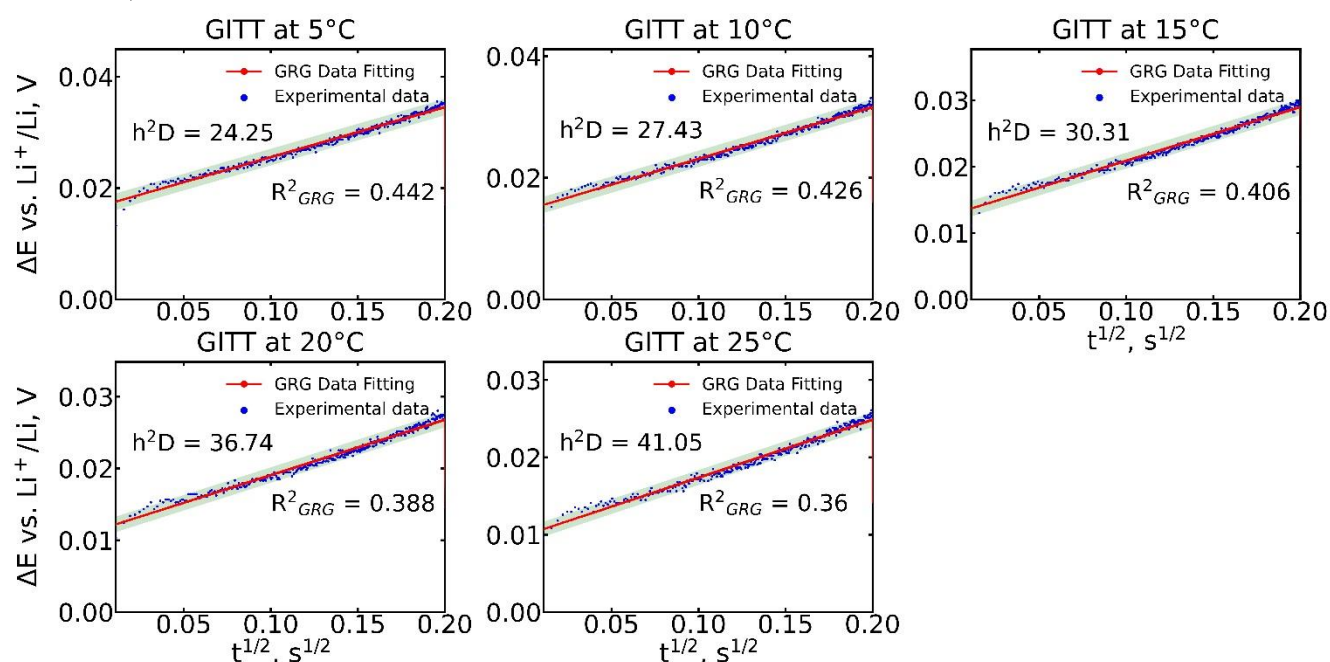 GITT at 5°C
ΔE vs. Li⁺/Li, V
0.04
0.02
0.00
GRG Data Fitting
Experimental data
h²D = 24.25
R²GRG = 0.442
0.05 0.10 0.15 0.20
GITT at 10°C
0.04
0.02
0.00
GRG Data Fitting
Experimental data
h²D = 27.43
R²GRG = 0.426
0.05 0.10 0.15 0.20
GITT at 15°C
0.03
0.02
0.01
0.00
GRG Data Fitting
Experimental data
h²D = 30.31
R²GRG = 0.406
0.05 0.10 0.15 0.20
t^1/2, s^1/2
GITT at 20°C
ΔE vs. Li⁺/Li, V
0.03
0.02
0.01
0.00
GRG Data Fitting
Experimental data
h²D = 36.74
R²GRG = 0.388
0.05 0.10 0.15 0.20
t^1/2, s^1/2
GITT at 25°C
0.03
0.02
0.01
0.00
GRG Data Fitting
Experimental data
h²D = 41.05
R²GRG = 0.36
0.05 0.10 0.15 0.20
t^1/2, s^1/2